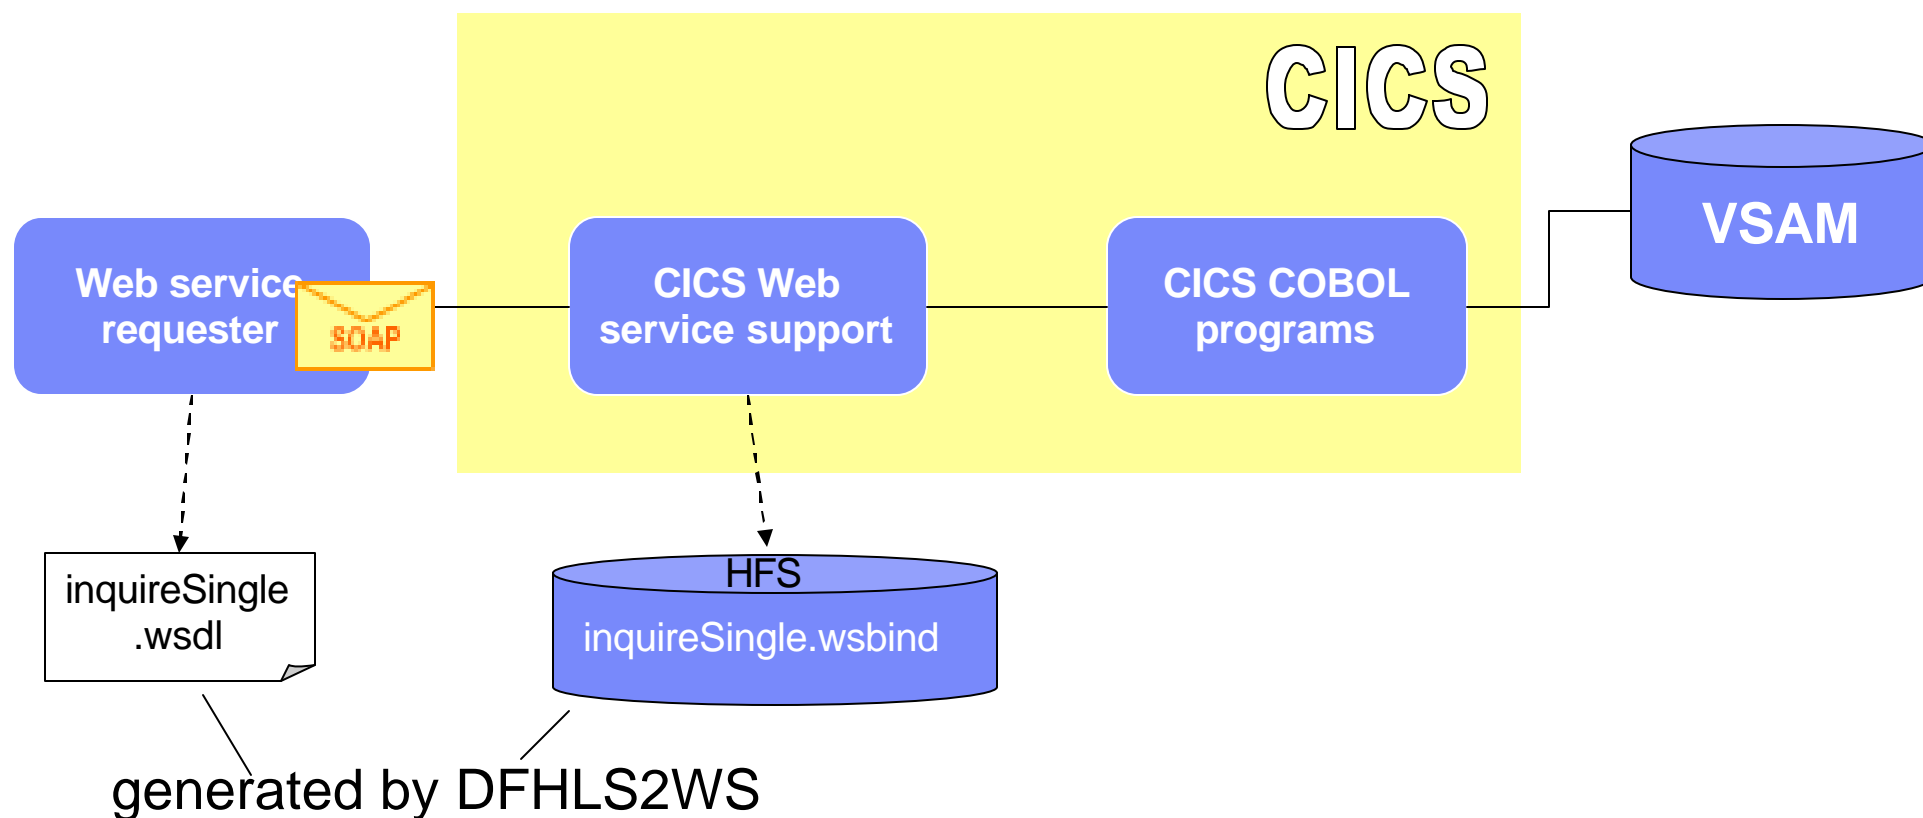 CICS
VSAM
Web service
requester
SOAP
CICS Web
service support
CICS COBOL
programs
inquireSingle
.wsdl
HFS
inquireSingle.wsbind
generated by DFHLS2WS